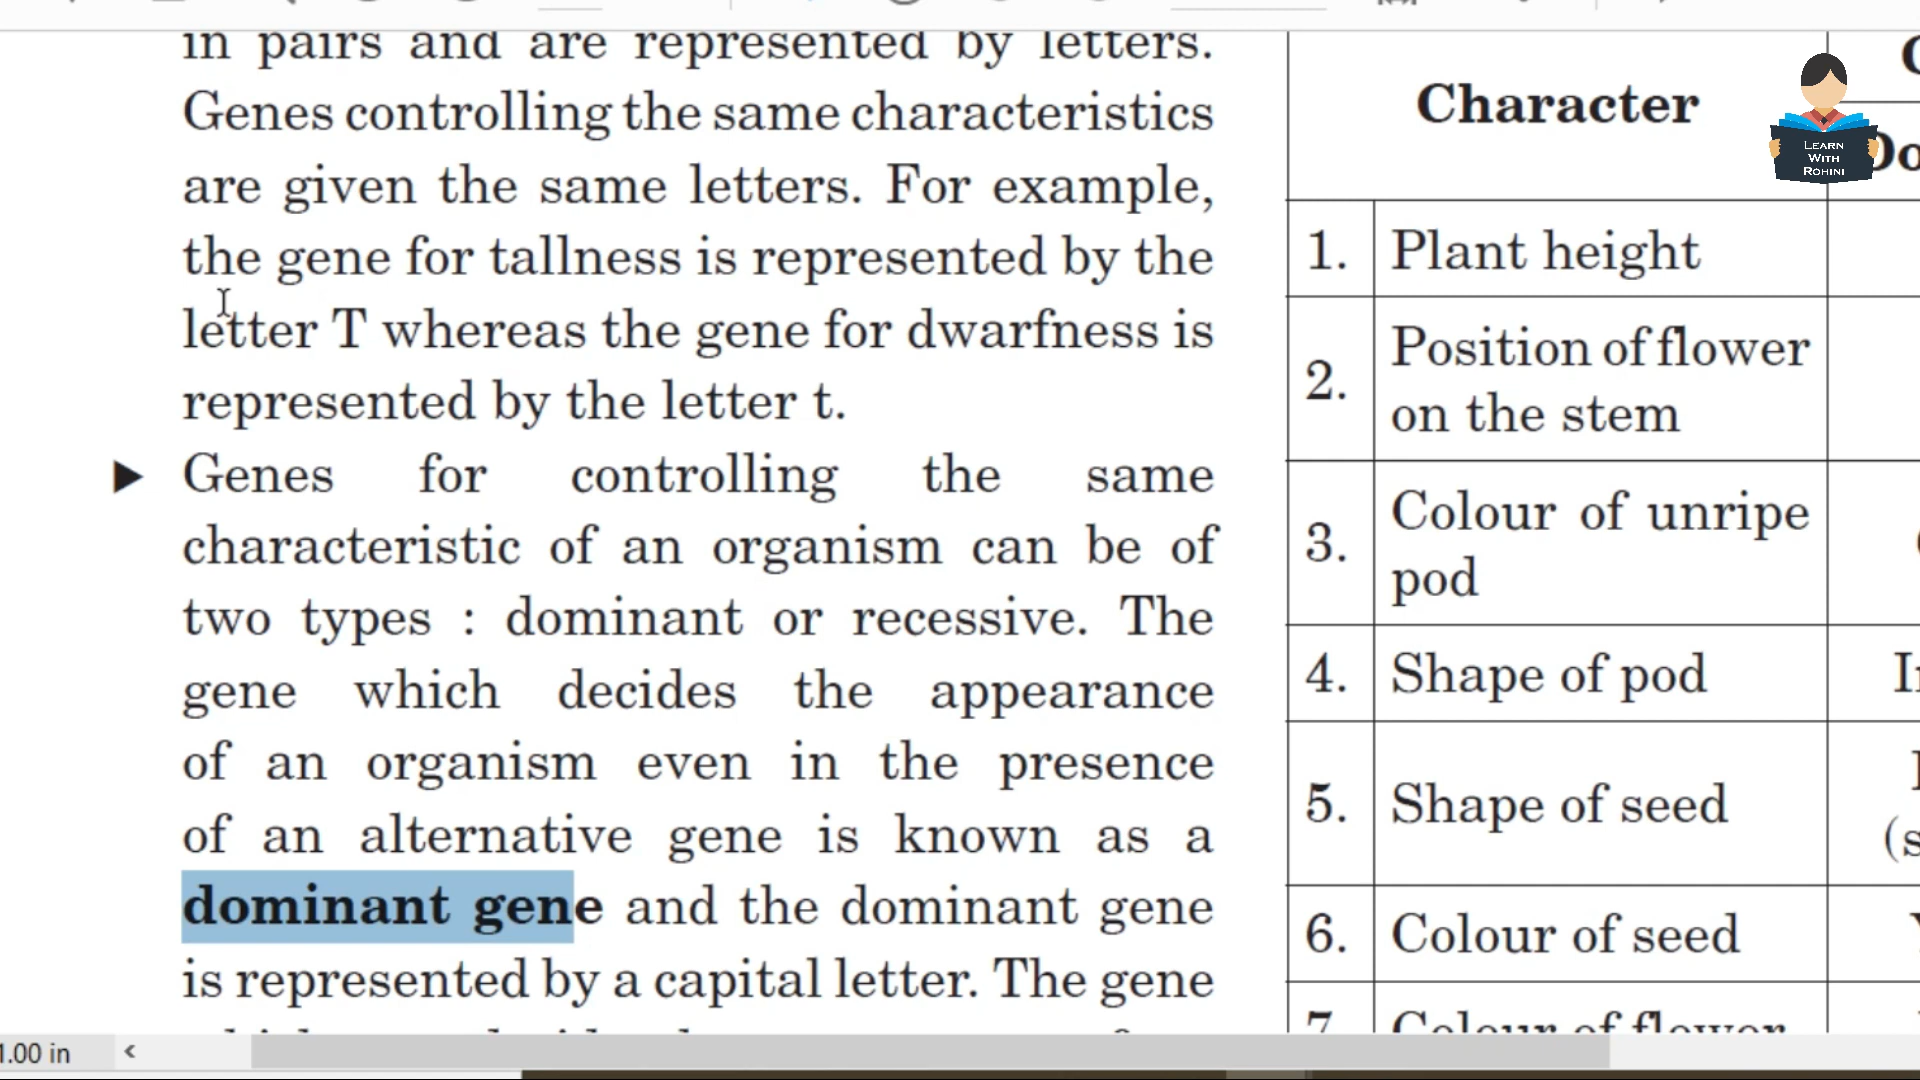 in pairs and are represented by letters.
Genes controlling the same characteristics
are given the same letters. For example,
the gene for tallness is represented by the
letter T whereas the gene for dwarfness is
represented by the letter t.
▶ Genes for controlling the same
characteristic of an organism can be of
two types : dominant or recessive. The
gene which decides the appearance
of an organism even in the presence
of an alternative gene is known as a
dominant gene and the dominant gene
is represented by a capital letter. The gene
Character
1. Plant height
2. Position of flower
on the stem
3. Colour of unripe
pod
4. Shape of pod
5. Shape of seed
6. Colour of seed
7. Colour of flower
LEARN
WITH
ROHINI
1.00 in